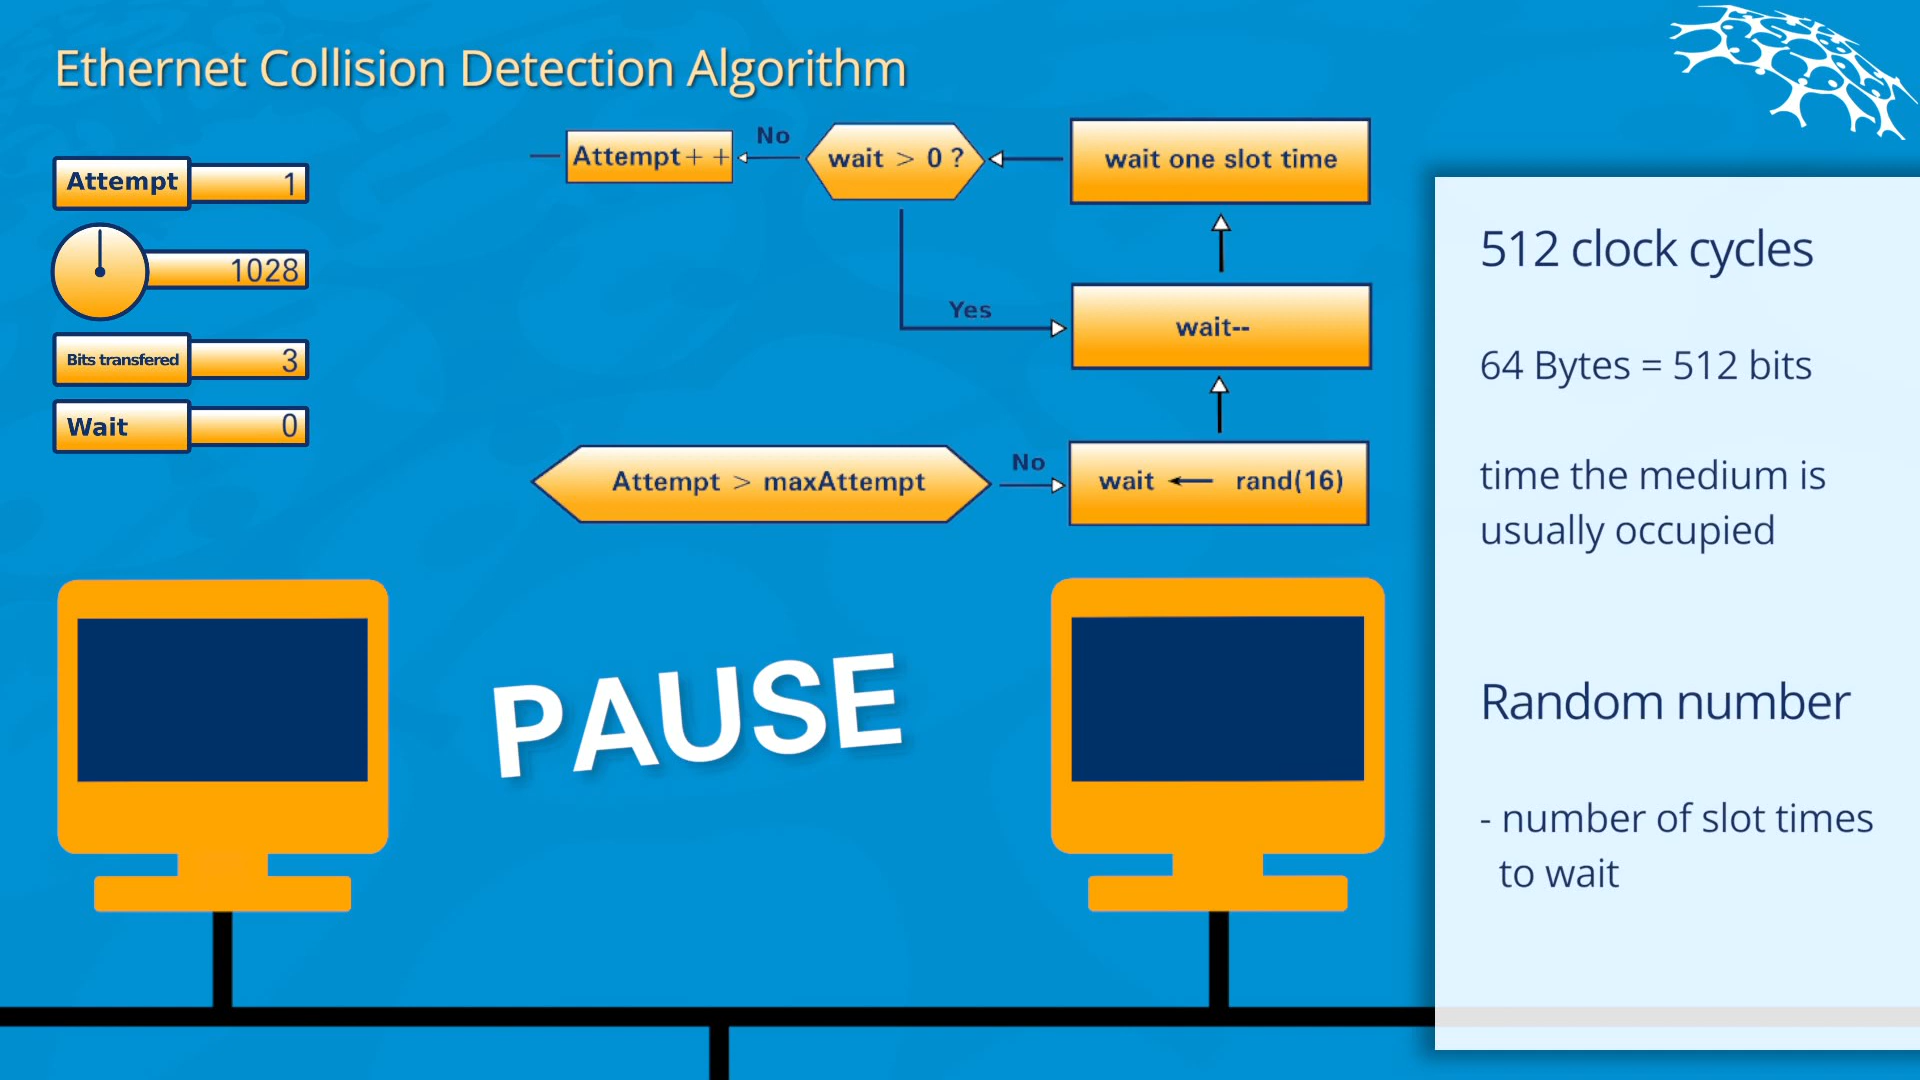 Ethernet Collision Detection Algorithm
Attempt 1
1028
Bits transfered 3
Wait 0
Attempt++
No
wait > 0 ?
wait one slot time
Yes
wait--
Attempt > maxAttempt
No
wait ← rand(16)
PAUSE
512 clock cycles
64 Bytes = 512 bits
time the medium is
usually occupied
Random number
- number of slot times
to wait